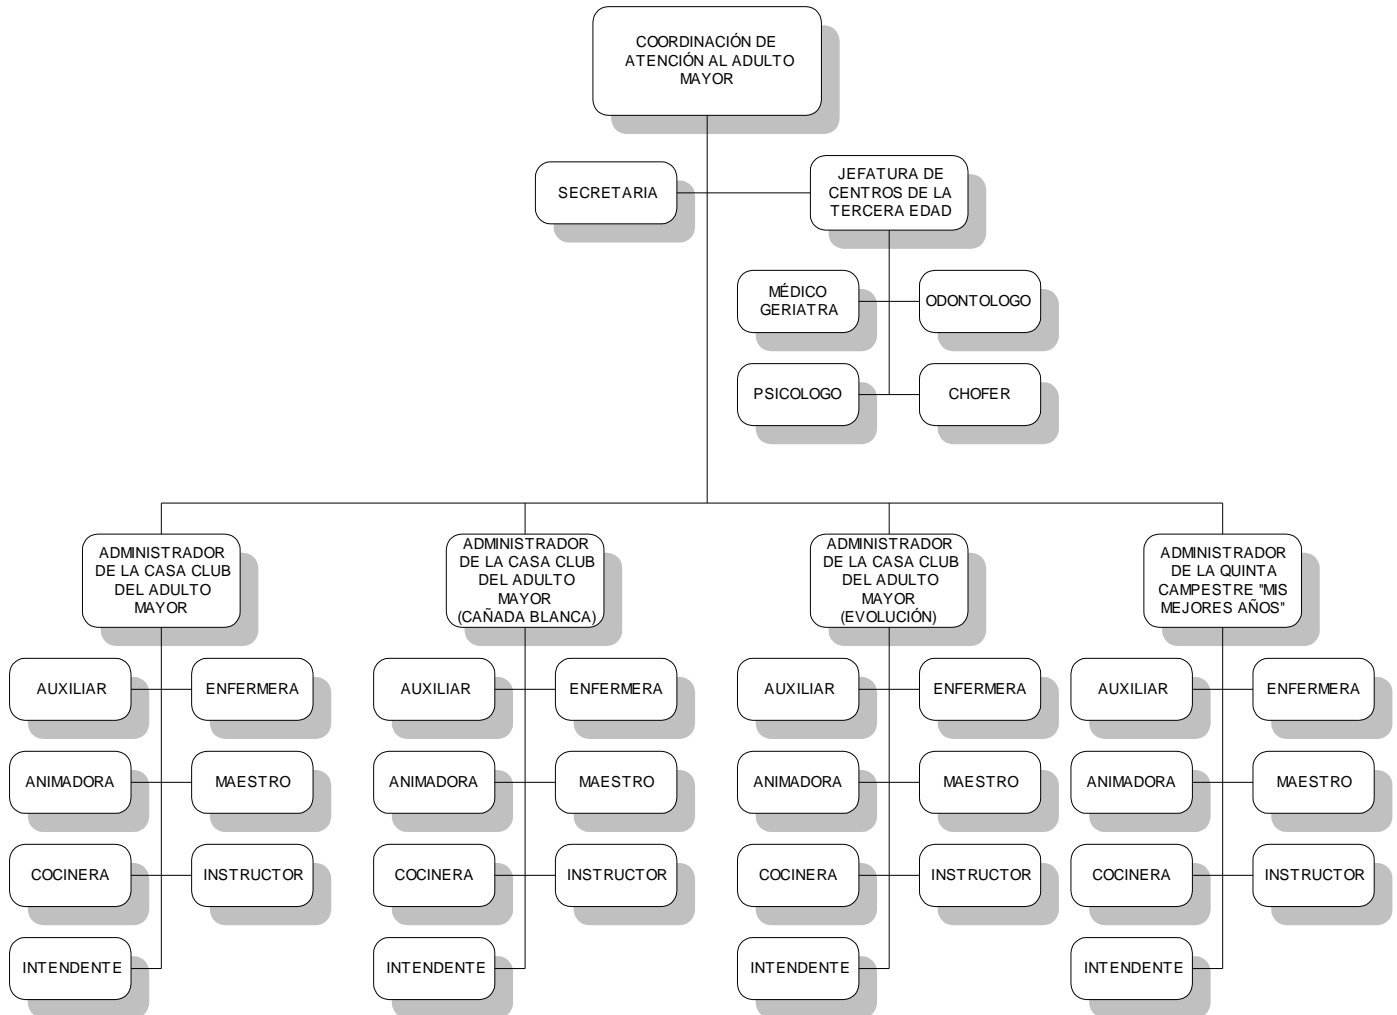 COORDINACIÓN DE
ATENCIÓN AL ADULTO
MAYOR
SECRETARIA
JEFATURA DE
CENTROS DE LA
TERCERA EDAD
MÉDICO
GERIATRA
ODONTOLOGO
PSICOLOGO
CHOFER
ADMINISTRADOR
DE LA CASA CLUB
DEL ADULTO
MAYOR
ADMINISTRADOR
DE LA CASA CLUB
DEL ADULTO
MAYOR
(CAÑADA BLANCA)
ADMINISTRADOR
DE LA CASA CLUB
DEL ADULTO
MAYOR
(EVOLUCIÓN)
ADMINISTRADOR
DE LA QUINTA
CAMPESTRE "MIS
MEJORES AÑOS"
AUXILIAR
ENFERMERA
AUXILIAR
ENFERMERA
AUXILIAR
ENFERMERA
AUXILIAR
ENFERMERA
ANIMADORA
MAESTRO
ANIMADORA
MAESTRO
ANIMADORA
MAESTRO
ANIMADORA
MAESTRO
COCINERA
INSTRUCTOR
COCINERA
INSTRUCTOR
COCINERA
INSTRUCTOR
COCINERA
INSTRUCTOR
INTENDENTE
INTENDENTE
INTENDENTE
INTENDENTE